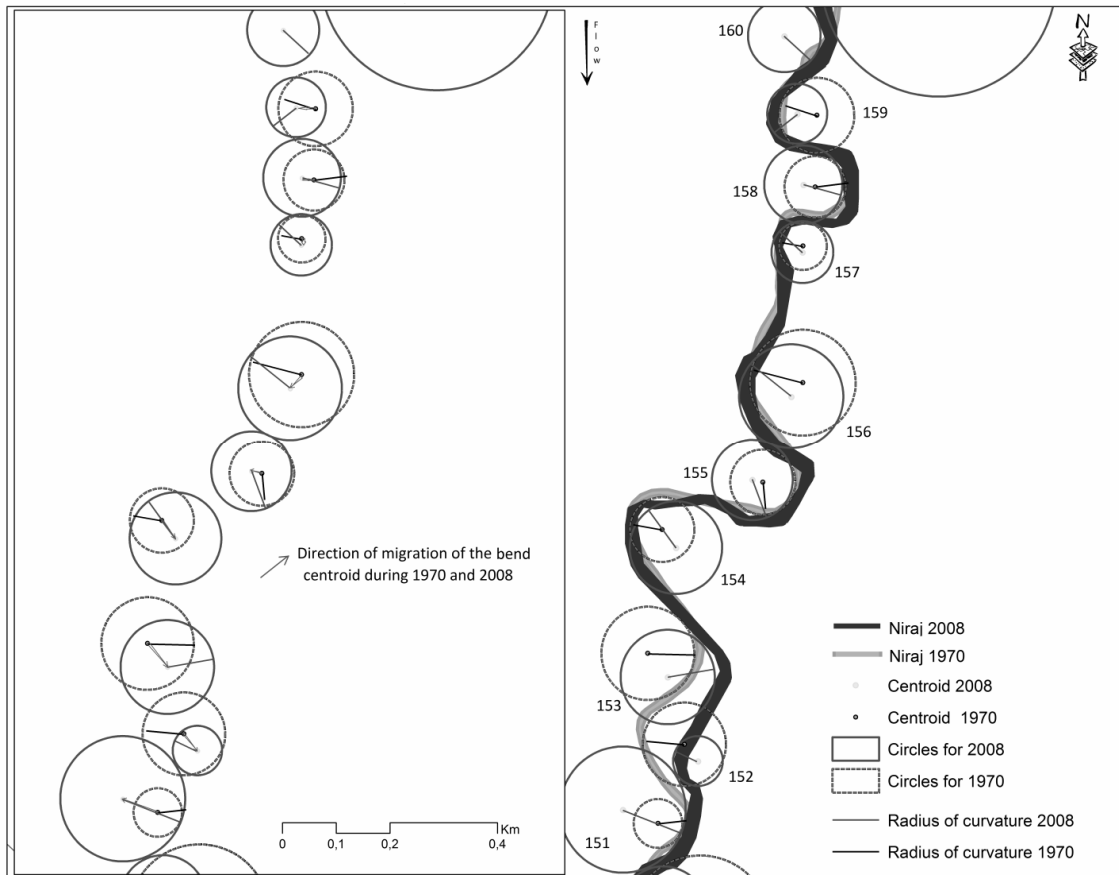 Direction of migration of the bend
centroid during 1970 and 2008
0 0,1 0,2 0,4
Km
Flow
N
160
159
158
157
156
155
154
153
152
151
Niraj 2008
Niraj 1970
Centroid 2008
Centroid 1970
Circles for 2008
Circles for 1970
Radius of curvature 2008
Radius of curvature 1970